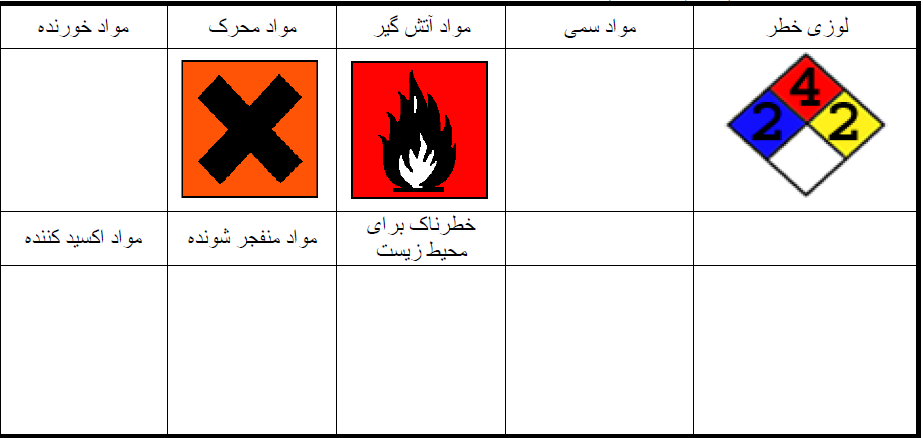 لوزی خطر
مواد سمی
مواد آتش گیر
مواد محرک
مواد خورنده
4
2
2
خطرناک برای
محیط زیست
مواد منفجر شونده
مواد اکسید کننده